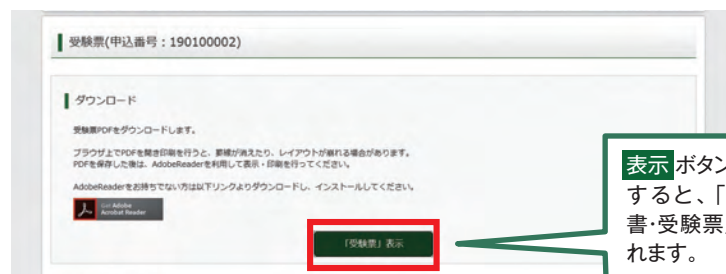 受験票(申込番号：190100002)
ダウンロード
受験票PDFをダウンロードします。
ブラウザ上でPDFを開き印刷を行うと、罫線が消えたり、レイアウトが崩れる場合があります。
PDFを保存した後は、AdobeReaderを利用して表示・印刷を行ってください。
AdobeReaderをお持ちでない方は以下リンクよりダウンロードし、インストールしてください。
Get Adobe
Acrobat Reader
「受験票」表示
表示 ボタン
すると、「
書・受験票
れます。